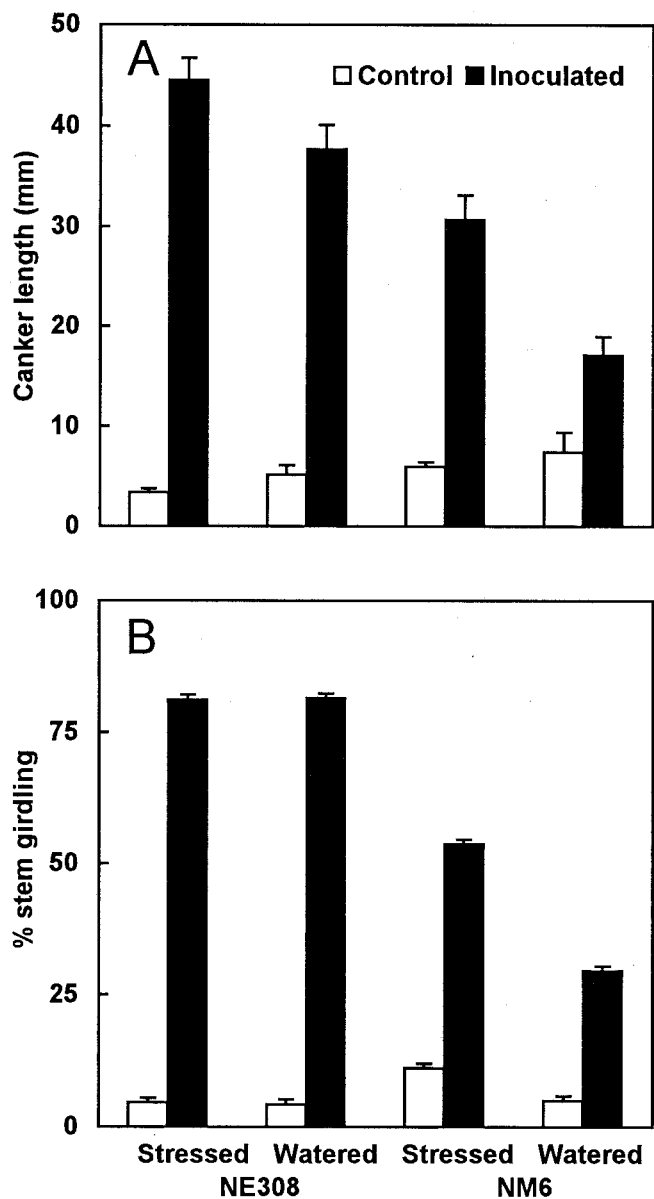 A
Control Inoculated
Canker length (mm)
50
40
30
20
10
0
B
% stem girdling
100
75
50
25
0
Stressed Watered Stressed Watered
NE308 NM6